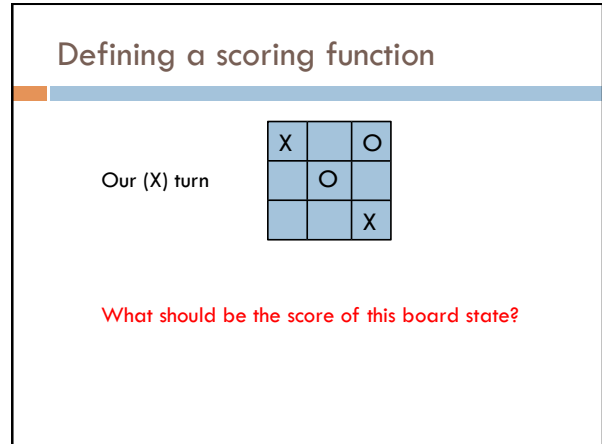 Defining a scoring function
X O
Our (X) turn
O
X
What should be the score of this board state?